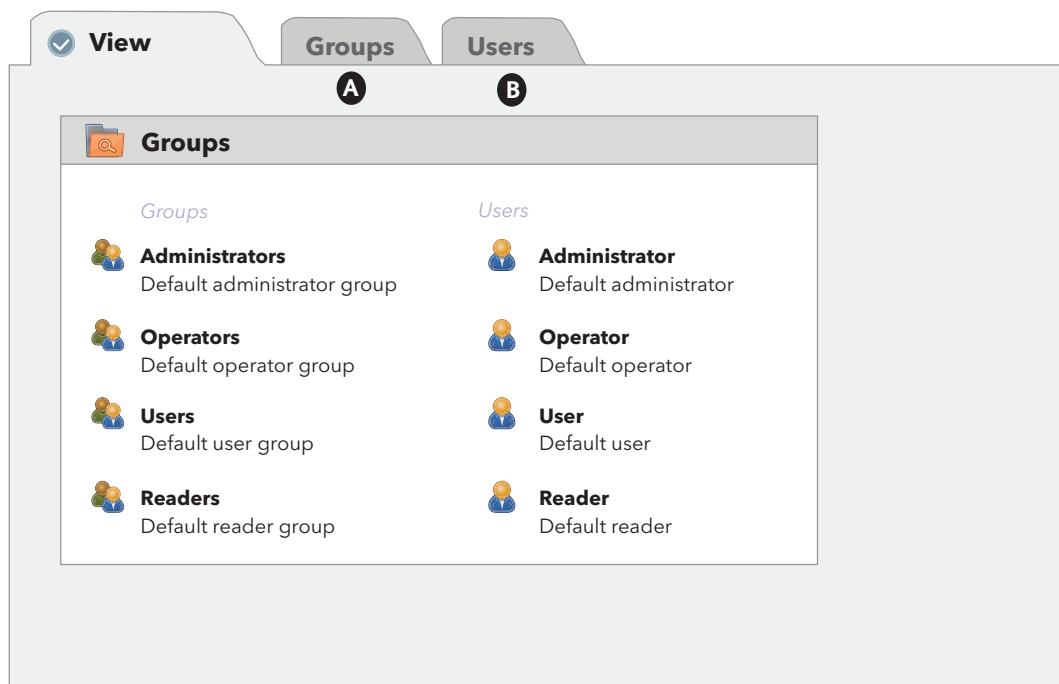 View Groups Users
A B
Groups
Groups Users
Administrators Administrator
Default administrator group Default administrator
Operators Operator
Default operator group Default operator
Users User
Default user group Default user
Readers Reader
Default reader group Default reader